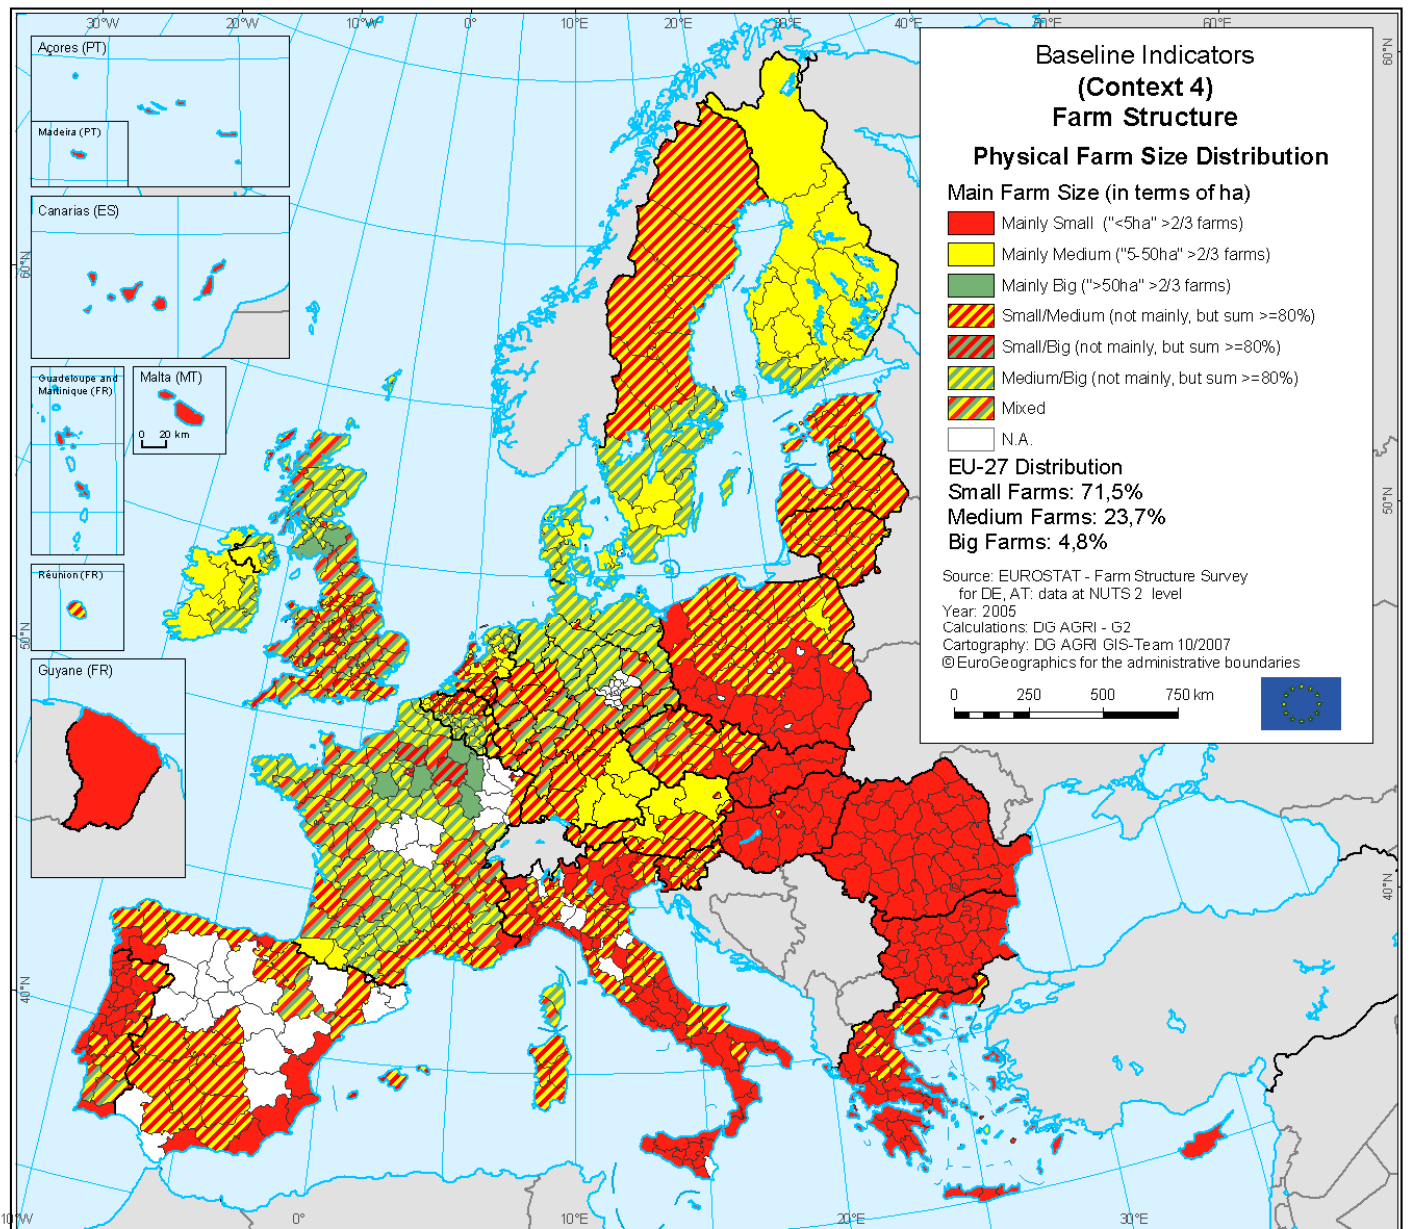 30°W
20°W
10°W
0°
10°E
20°E
30°E
40°E
50°E
60°E
Açores (PT)
Madeira (PT)
Canarias (ES)
Guadeloupe and
Martinique (FR)
Malta (MT)
0 20 km
Réunion (FR)
Guyane (FR)
Baseline Indicators
(Context 4)
Farm Structure
Physical Farm Size Distribution
Main Farm Size (in terms of ha)
Mainly Small ("<5ha" >2/3 farms)
Mainly Medium ("5-50ha" >2/3 farms)
Mainly Big (">50ha" >2/3 farms)
Small/Medium (not mainly, but sum >=80%)
Small/Big (not mainly, but sum >=80%)
Medium/Big (not mainly, but sum >=80%)
Mixed
N.A.
EU-27 Distribution
Small Farms: 71,5%
Medium Farms: 23,7%
Big Farms: 4,8%
Source: EUROSTAT - Farm Structure Survey
for DE, AT: data at NUTS 2 level
Year: 2005
Calculations: DG AGRI - G2
Cartography: DG AGRI GIS-Team 10/2007
© EuroGeographics for the administrative boundaries
0 250 500 750 km
60°N
50°N
40°N
60°N
50°N
40°N
10°W
0°
10°E
20°E
30°E